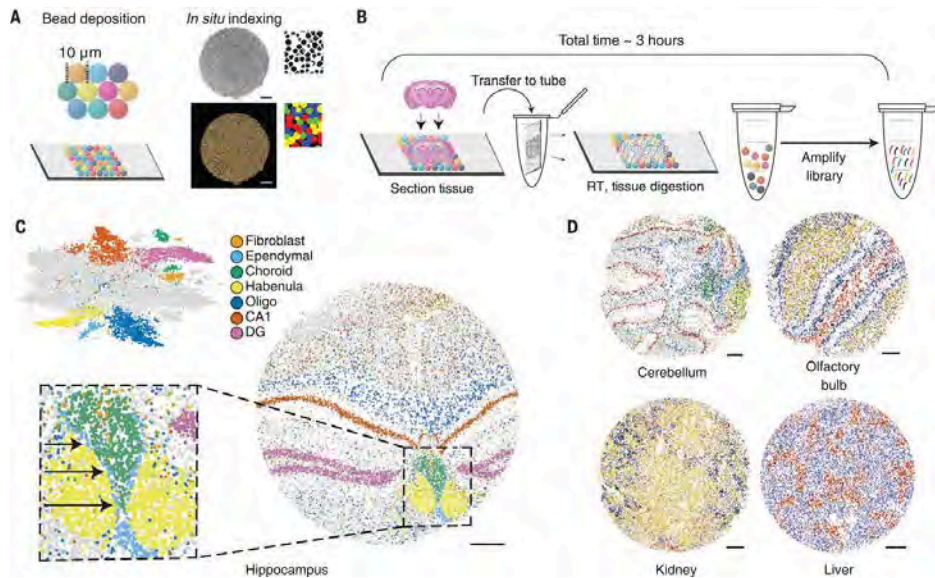 A
Bead deposition
In situ indexing
10 μm
B
Total time ~ 3 hours
Transfer to tube
Section tissue
RT, tissue digestion
Amplify
library
C
Fibroblast
Ependymal
Choroid
Habenula
Oligo
CA1
DG
Hippocampus
D
Cerebellum
Olfactory
bulb
Kidney
Liver